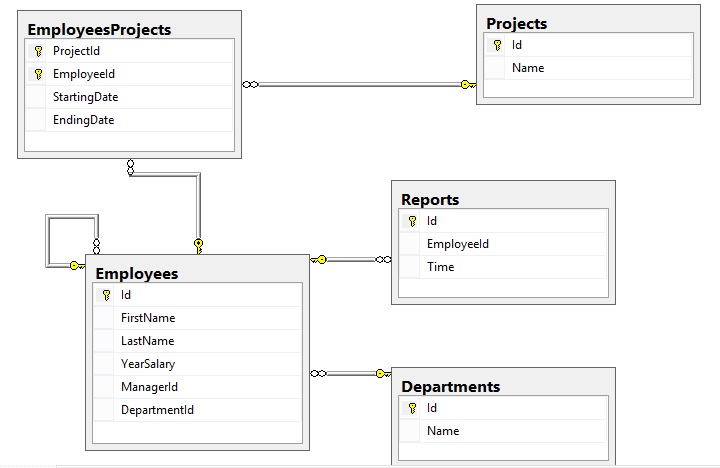 EmployeesProjects
ProjectId
EmployeeId
StartingDate
EndingDate
Projects
Id
Name
Reports
Id
EmployeeId
Time
Employees
Id
FirstName
LastName
YearSalary
ManagerId
DepartmentId
Departments
Id
Name